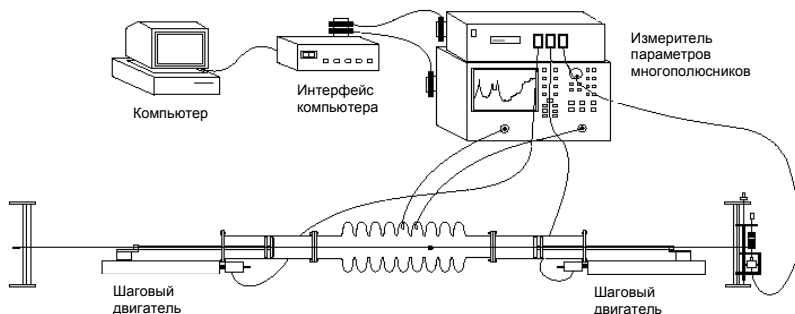 Измеритель
параметров
многополюсников
Компьютер
Интерфейс
компьютера
Шаговый
двигатель
Шаговый
двигатель